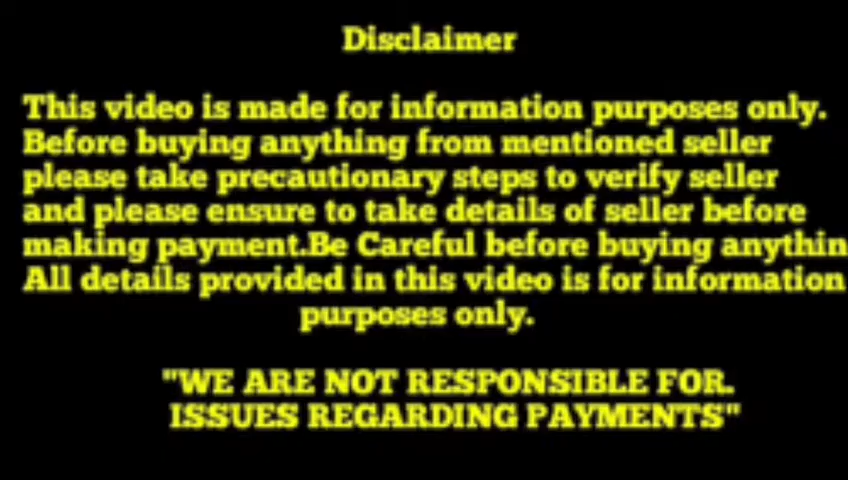 Disclaimer
This video is made for information purposes only.
Before buying anything from mentioned seller
please take precautionary steps to verify seller
and please ensure to take details of seller before
making payment.Be Careful before buying anythin
All details provided in this video is for information
purposes only.
"WE ARE NOT RESPONSIBLE FOR.
ISSUES REGARDING PAYMENTS"